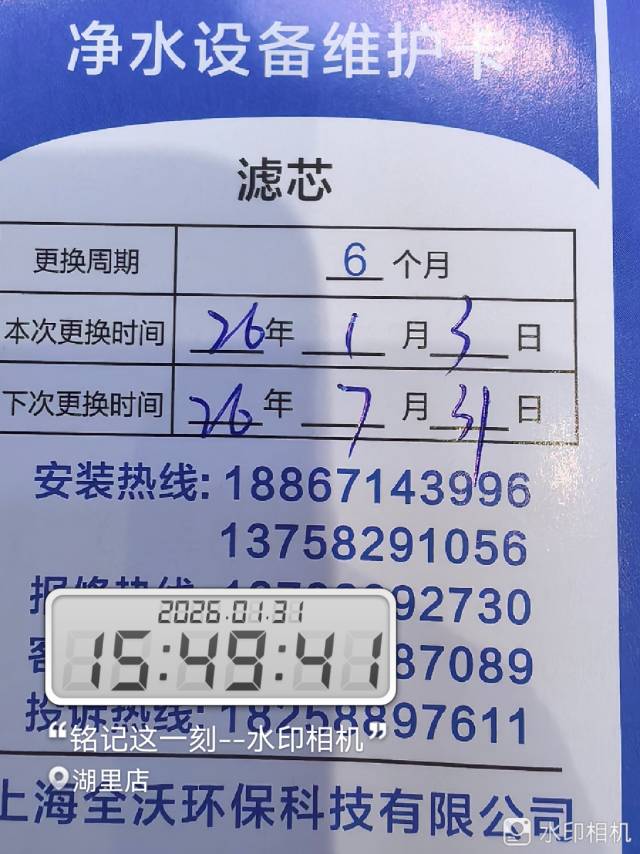 净水设备维护卡
滤芯
更换周期 6 个月
本次更换时间 26年 1 月 3 日
下次更换时间 26年 7 月 31 日
安装热线: 18867143996
13758291056
报修热线 92730
87089
投诉热线: 18258897611
2026.01.31
15:49:41
“铭记这一刻--水印相机”
湖里店
上海全沃环保科技有限公司
水印相机